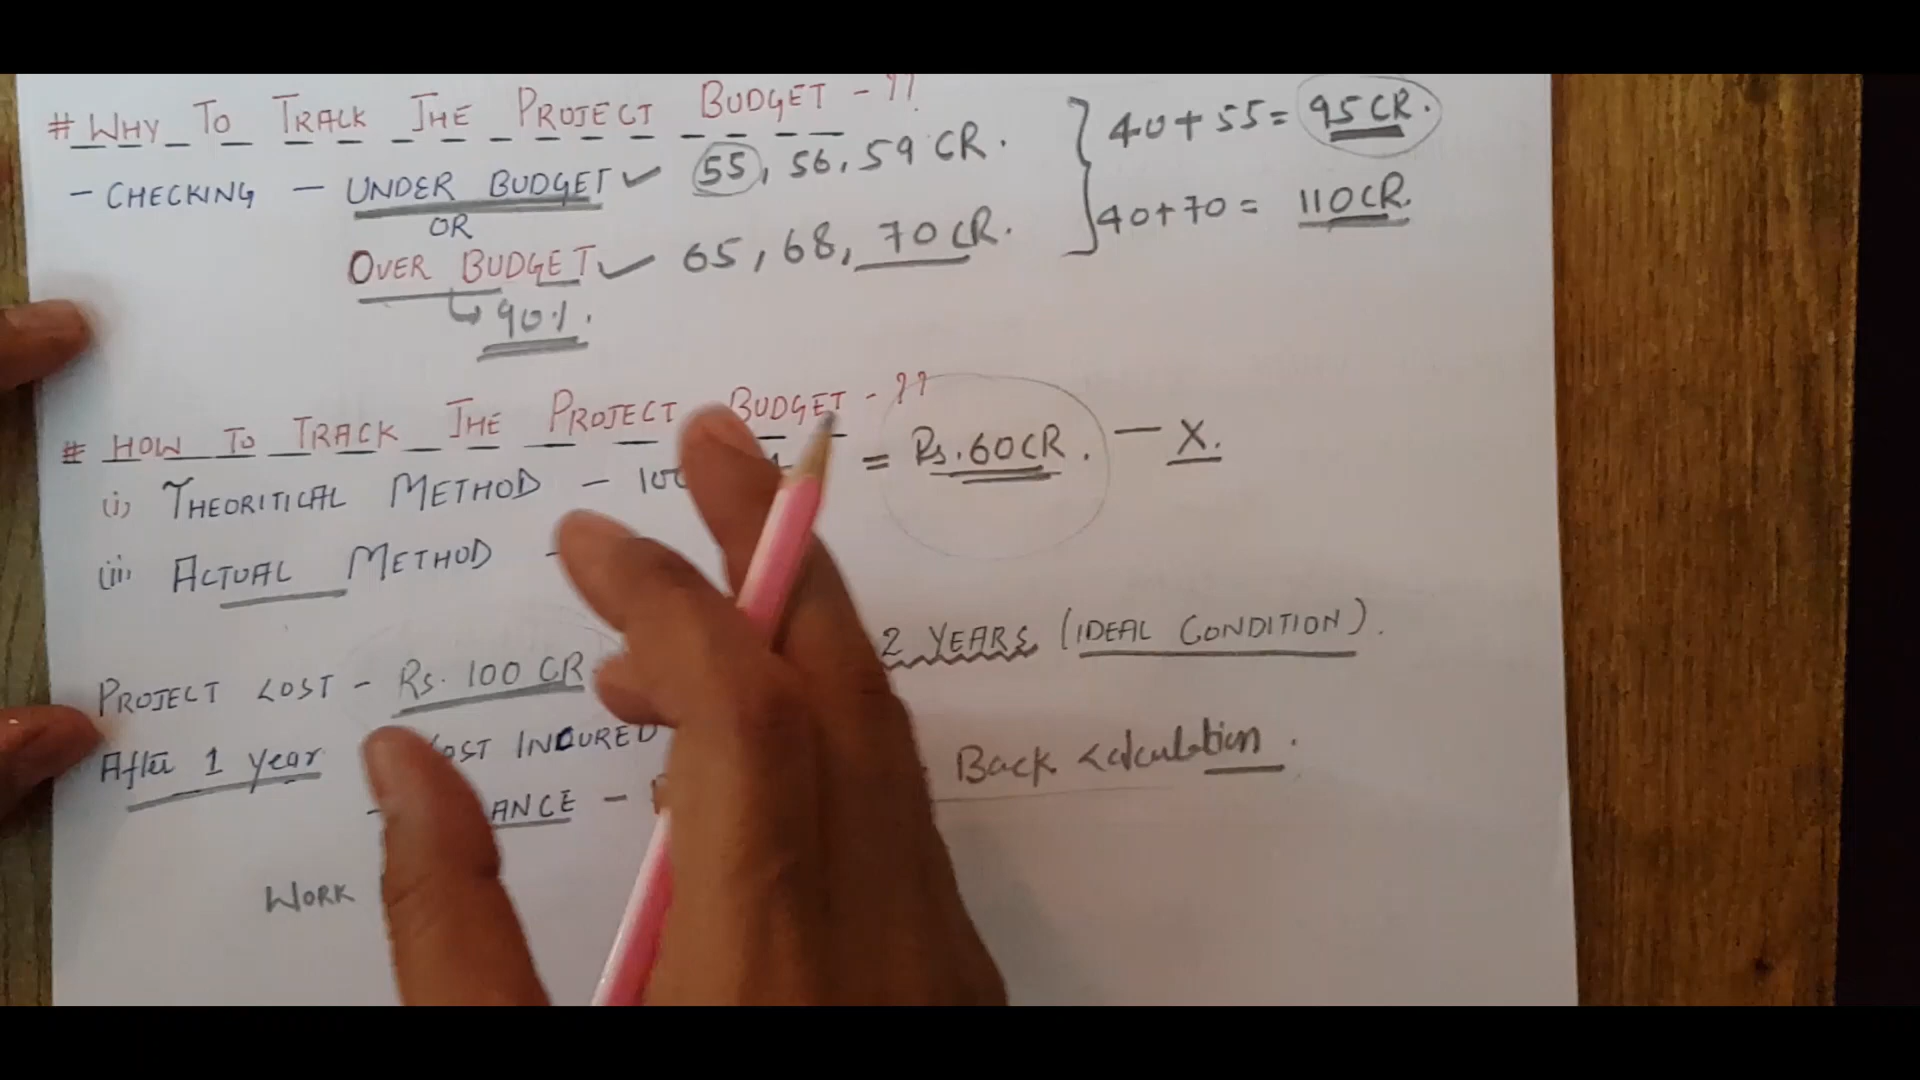 # WHY TO TRACK THE PROJECT BUDGET - ??
- CHECKING - UNDER BUDGET ✓ 55, 56, 59 CR. } 40+55= 95 CR.
OR
OVER BUDGET ✓ 65, 68, 70 CR. 40+70= 110 CR.
↳ 90%.
# HOW TO TRACK THE PROJECT BUDGET - ??
(i) THEORITICAL METHOD - 100 = Rs. 60 CR. - X.
(ii) ACTUAL METHOD -
PROJECT COST - Rs. 100 CR 2 YEARS (IDEAL CONDITION).
After 1 year COST INCURED Back calculation.
- ANCE -
WORK